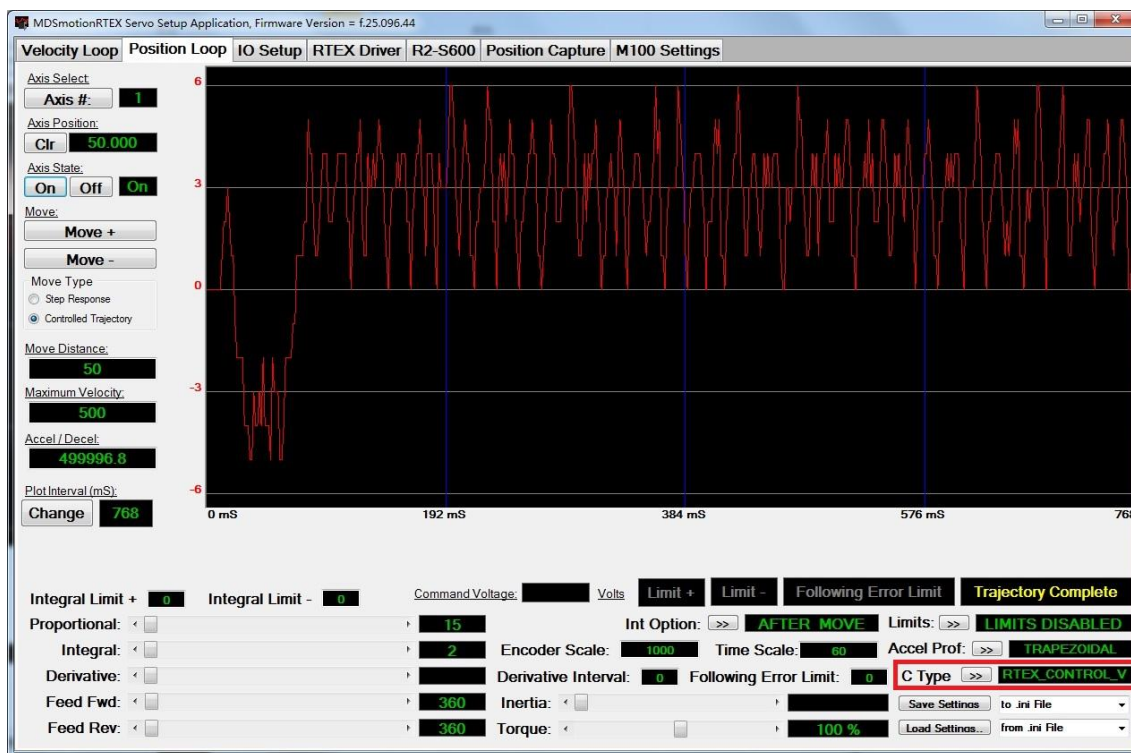 MDSmotionRTEX Servo Setup Application, Firmware Version = f.25.096.44
Velocity Loop Position Loop IO Setup RTEX Driver R2-S600 Position Capture M100 Settings
Axis Select:
Axis #: 1
Axis Position:
Clr 50.000
Axis State:
On Off On
Move:
Move +
Move -
Move Type
Step Response
Controlled Trajectory
Move Distance:
50
Maximum Velocity:
500
Accel / Decel:
499996.8
Plot Interval (mS):
Change 768
6
3
0
-3
-6
0 mS 192 mS 384 mS 576 mS 768
Integral Limit + 0 Integral Limit - 0 Command Voltage: Volts Limit + Limit - Following Error Limit Trajectory Complete
Proportional: 15 Int Option: >> AFTER MOVE Limits: >> LIMITS DISABLED
Integral: 2 Encoder Scale: 1000 Time Scale: 60 Accel Prof: >> TRAPEZOIDAL
Derivative: Derivative Interval: 0 Following Error Limit: 0 C Type >> RTEX_CONTROL_V
Feed Fwd: 360 Inertia: Save Settings to .ini File
Feed Rev: 360 Torque: 100 % Load Settings.. from .ini File